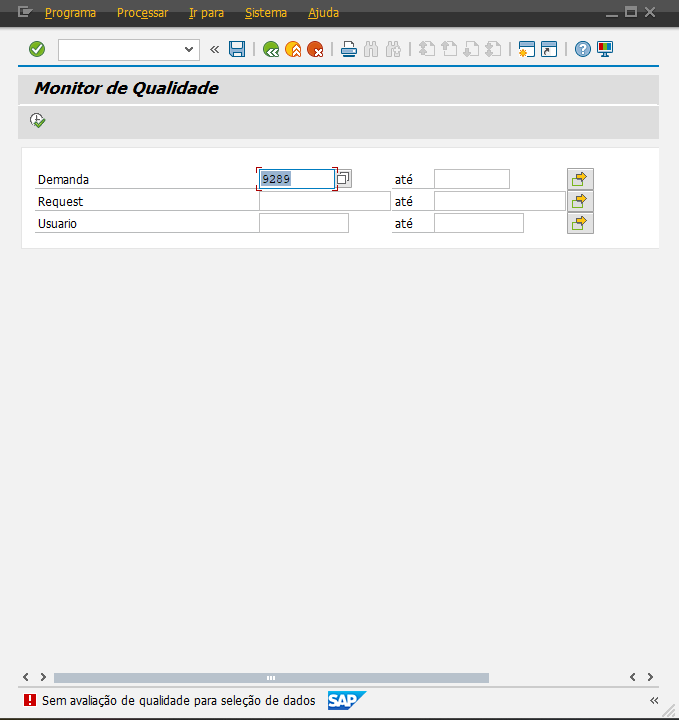 Programa Processar Ir para Sistema Ajuda
Monitor de Qualidade
Demanda 9289 até
Request até
Usuario até
Sem avaliação de qualidade para seleção de dados SAP